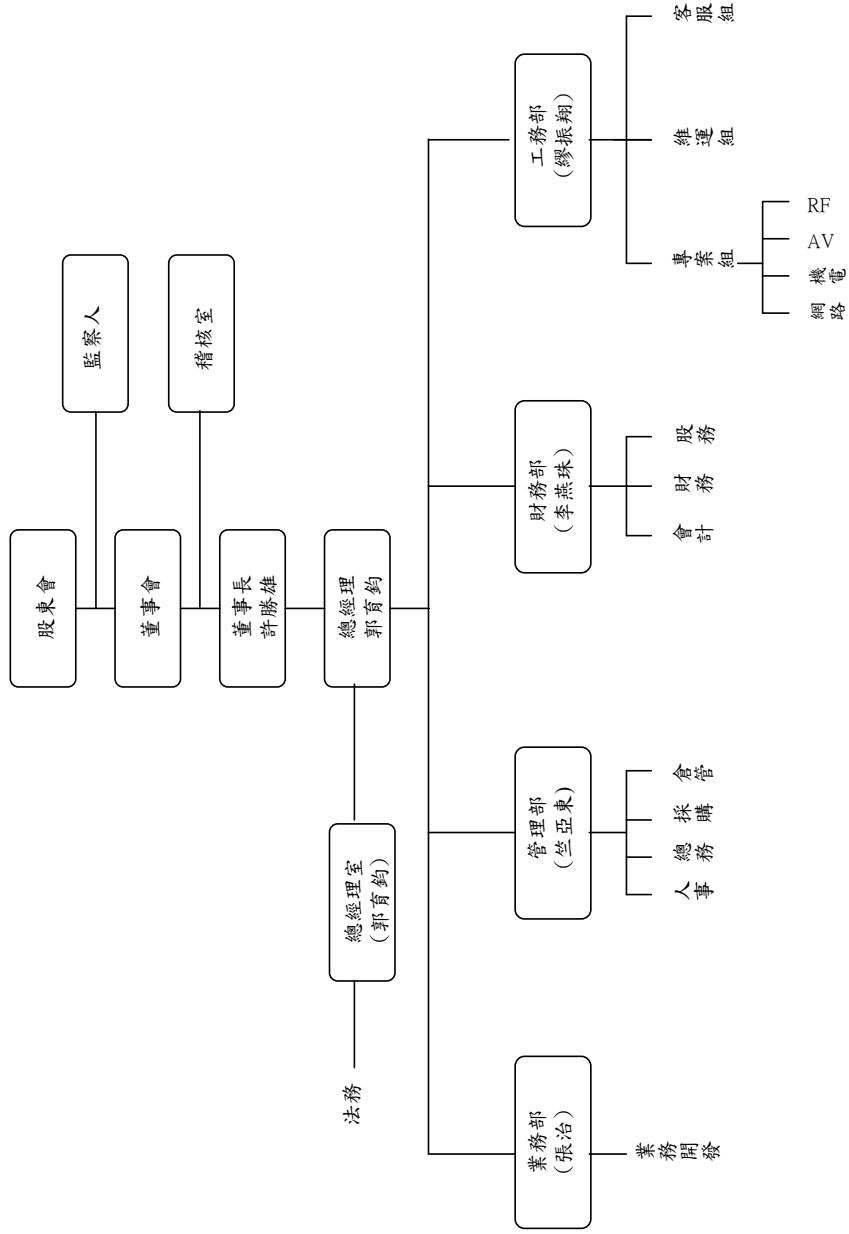 股東會
監察人
董事會
稽核室
董事長
許勝雄
總經理
郭育鈞
總經理室
(郭育鈞)
法務
業務部
(張治)
業務開發
管理部
(竺亞東)
人事
總務
採購
倉管
財務部
(李燕珠)
會計
財務
股務
工務部
(繆振翔)
專案組
網路
機電
AV
RF
維運組
客服組